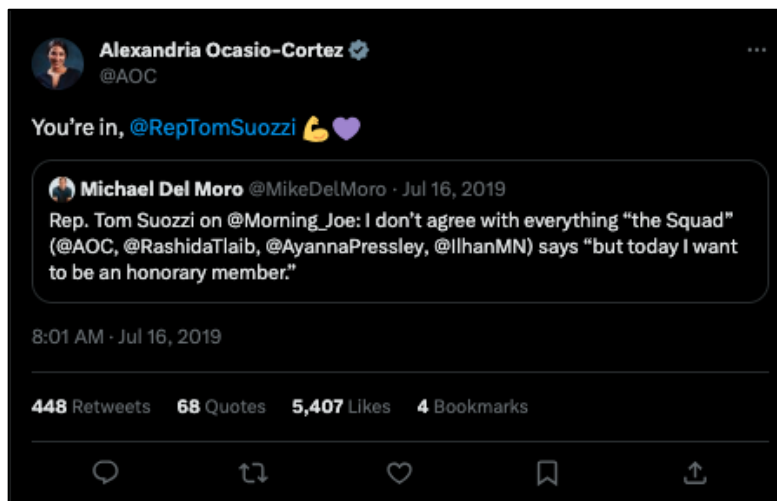 Alexandria Ocasio-Cortez
@AOC
You’re in, @RepTomSuozzi 💪💜
Michael Del Moro @MikeDelMoro · Jul 16, 2019
Rep. Tom Suozzi on @Morning_Joe: I don’t agree with everything “the Squad”
(@AOC, @RashidaTlaib, @AyannaPressley, @IlhanMN) says “but today I want
to be an honorary member.”
8:01 AM · Jul 16, 2019
448 Retweets 68 Quotes 5,407 Likes 4 Bookmarks